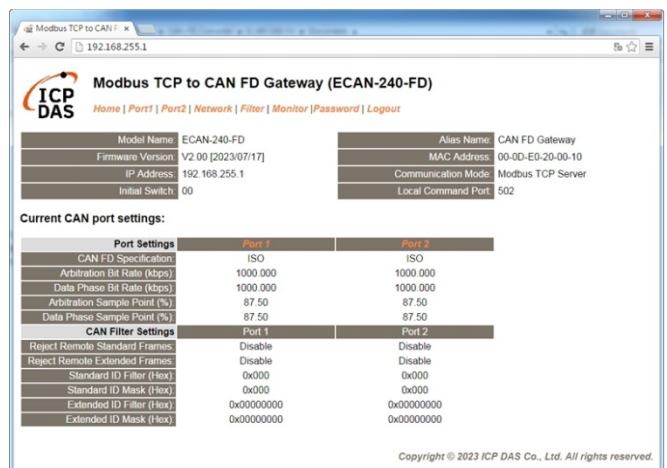 Modbus TCP to CAN F
192.168.255.1
ICP DAS
Modbus TCP to CAN FD Gateway (ECAN-240-FD)
Home | Port1 | Port2 | Network | Filter | Monitor |Password | Logout
Model Name: ECAN-240-FD Alias Name: CAN FD Gateway
Firmware Version: V2.00 [2023/07/17] MAC Address: 00-0D-E0-20-00-10
IP Address: 192.168.255.1 Communication Mode: Modbus TCP Server
Initial Switch: 00 Local Command Port: 502
Current CAN port settings:
Port Settings Port 1 Port 2
CAN FD Specification: ISO ISO
Arbitration Bit Rate (kbps): 1000.000 1000.000
Data Phase Bit Rate (kbps): 1000.000 1000.000
Arbitration Sample Point (%): 87.50 87.50
Data Phase Sample Point (%): 87.50 87.50
CAN Filter Settings Port 1 Port 2
Reject Remote Standard Frames: Disable Disable
Reject Remote Extended Frames: Disable Disable
Standard ID Filter (Hex): 0x000 0x000
Standard ID Mask (Hex): 0x000 0x000
Extended ID Filter (Hex): 0x00000000 0x00000000
Extended ID Mask (Hex): 0x00000000 0x00000000
Copyright © 2023 ICP DAS Co., Ltd. All rights reserved.